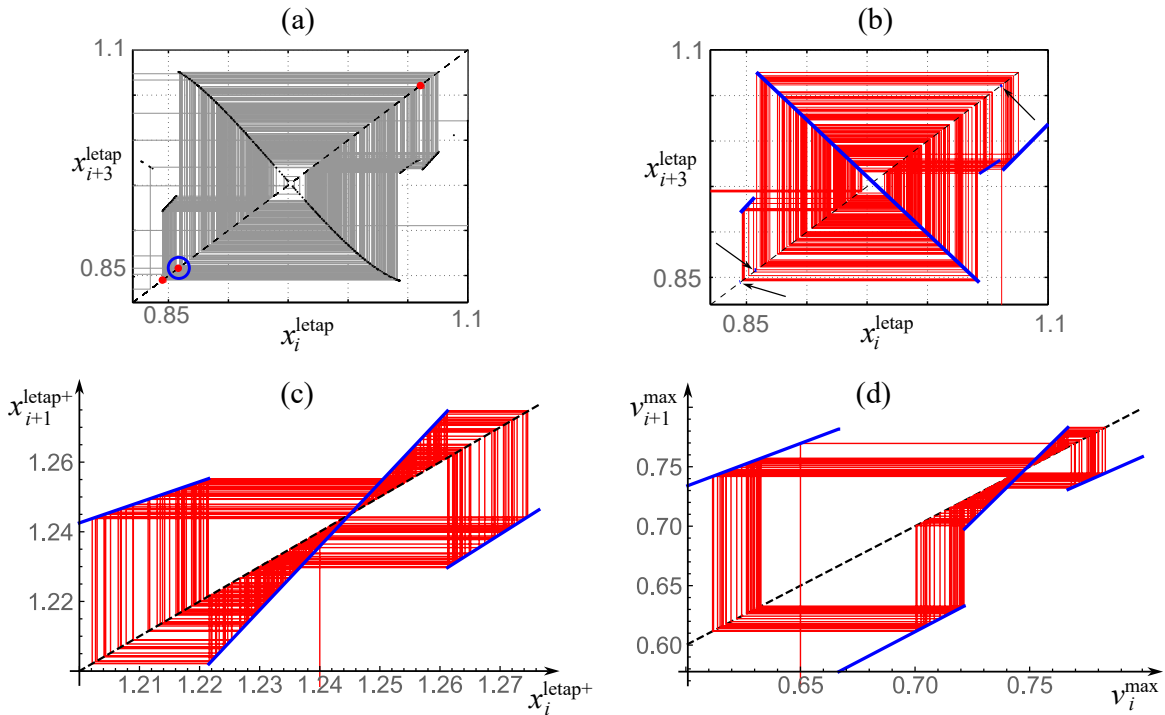 (a)
1.1
x_{i+3}^{letap}
0.85
0.85
1.1
x_i^{letap}
(b)
1.1
x_{i+3}^{letap}
0.85
0.85
1.1
x_i^{letap}
(c)
x_{i+1}^{letap+}
1.26
1.24
1.22
1.21 1.22 1.23 1.24 1.25 1.26 1.27
x_i^{letap+}
(d)
v_{i+1}^{max}
0.75
0.70
0.65
0.60
0.65 0.70 0.75
v_i^{max}